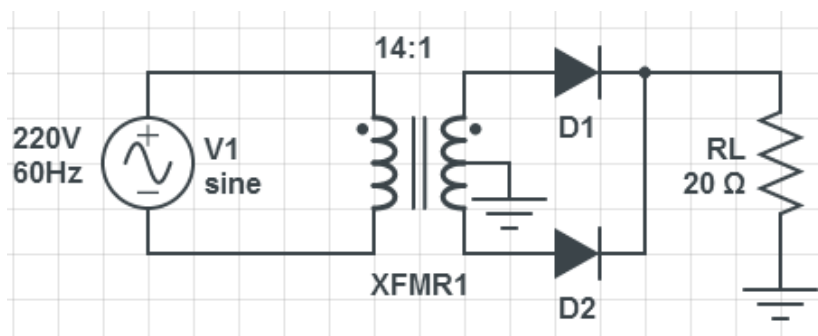 14:1
220V
60Hz
V1
sine
D1
RL
20 Ω
XFMR1
D2